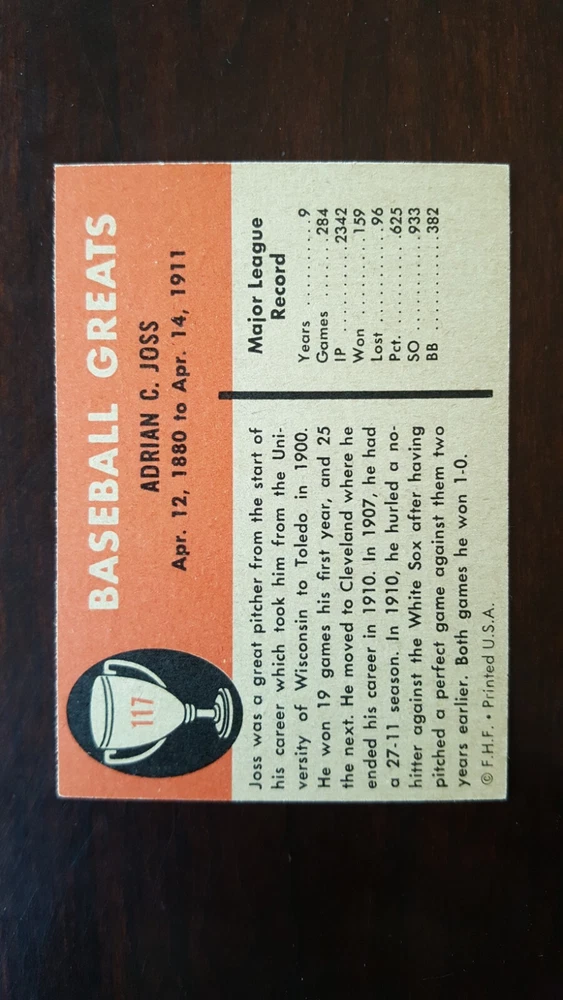 117
BASEBALL GREATS
ADRIAN C. JOSS
Apr. 12, 1880 to Apr. 14, 1911
Joss was a great pitcher from the start of
his career which took him from the Uni-
versity of Wisconsin to Toledo in 1900.
He won 19 games his first year, and 25
the next. He moved to Cleveland where he
ended his career in 1910. In 1907, he had
a 27-11 season. In 1910, he hurled a no-
hitter against the White Sox after having
pitched a perfect game against them two
years earlier. Both games he won 1-0.
© F.H.F. • Printed U.S.A.
Major League
Record
Years ..........9
Games ........284
IP ..........2342
Won .........159
Lost ..........96
Pct. .........625
SO ..........933
BB ..........382